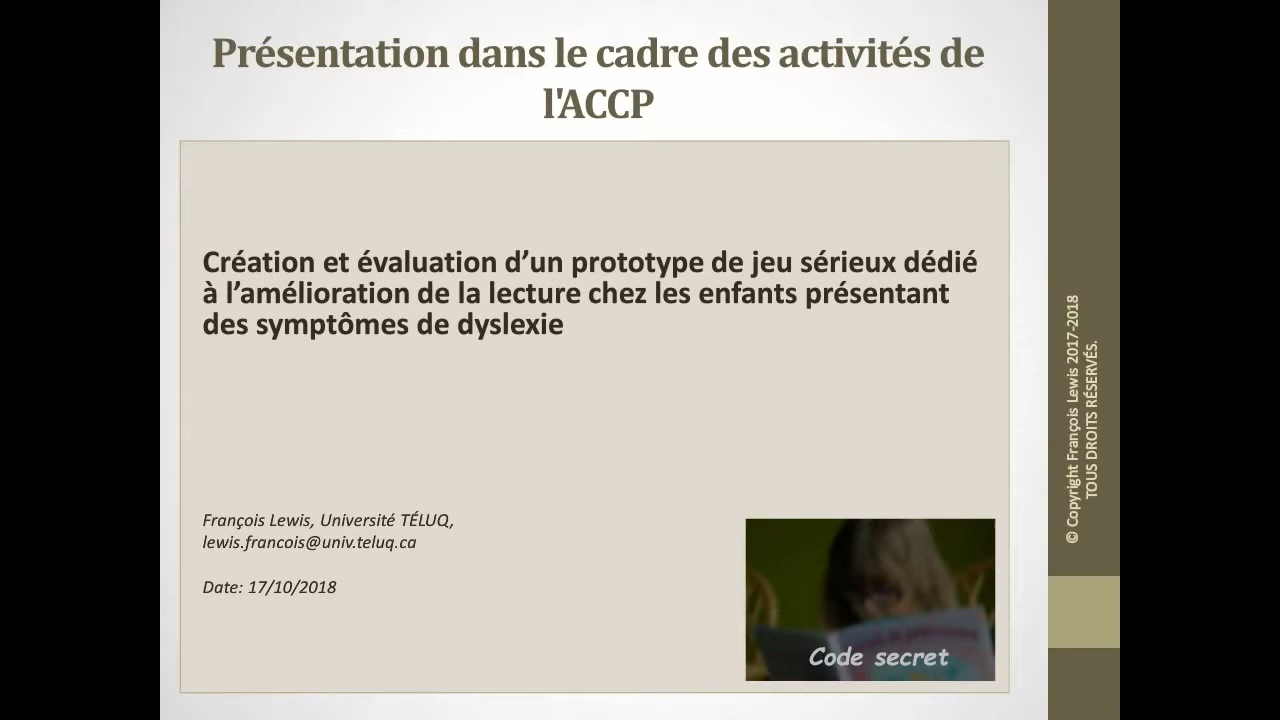 Présentation dans le cadre des activités de
l'ACCP
Création et évaluation d’un prototype de jeu sérieux dédié
à l’amélioration de la lecture chez les enfants présentant
des symptômes de dyslexie
François Lewis, Université TÉLUQ,
lewis.francois@univ.teluq.ca
Date: 17/10/2018
Code secret
© Copyright François Lewis 2017-2018
TOUS DROITS RÉSERVÉS.